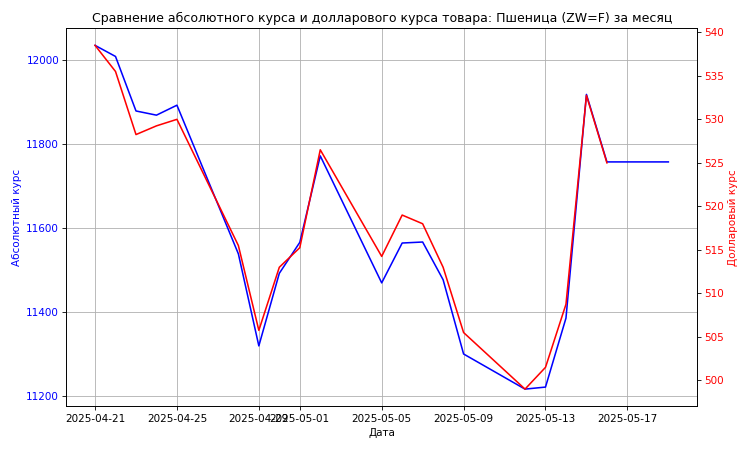 Сравнение абсолютного курса и долларового курса товара: Пшеница (ZW=F) за месяц
Абсолютный курс
12000
11800
11600
11400
11200
540
535
530
525
520
515
510
505
500
Долларовый курс
2025-04-21 2025-04-25 2025-04-29 2025-05-01 2025-05-05 2025-05-09 2025-05-13 2025-05-17
Дата